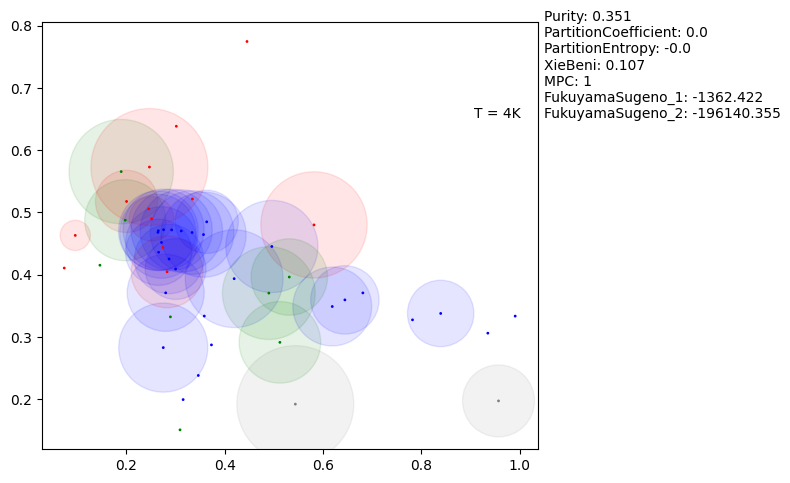 Purity: 0.351
PartitionCoefficient: 0.0
PartitionEntropy: -0.0
XieBeni: 0.107
MPC: 1
FukuyamaSugeno_1: -1362.422
FukuyamaSugeno_2: -196140.355
T = 4K
0.8
0.7
0.6
0.5
0.4
0.3
0.2
0.2
0.4
0.6
0.8
1.0